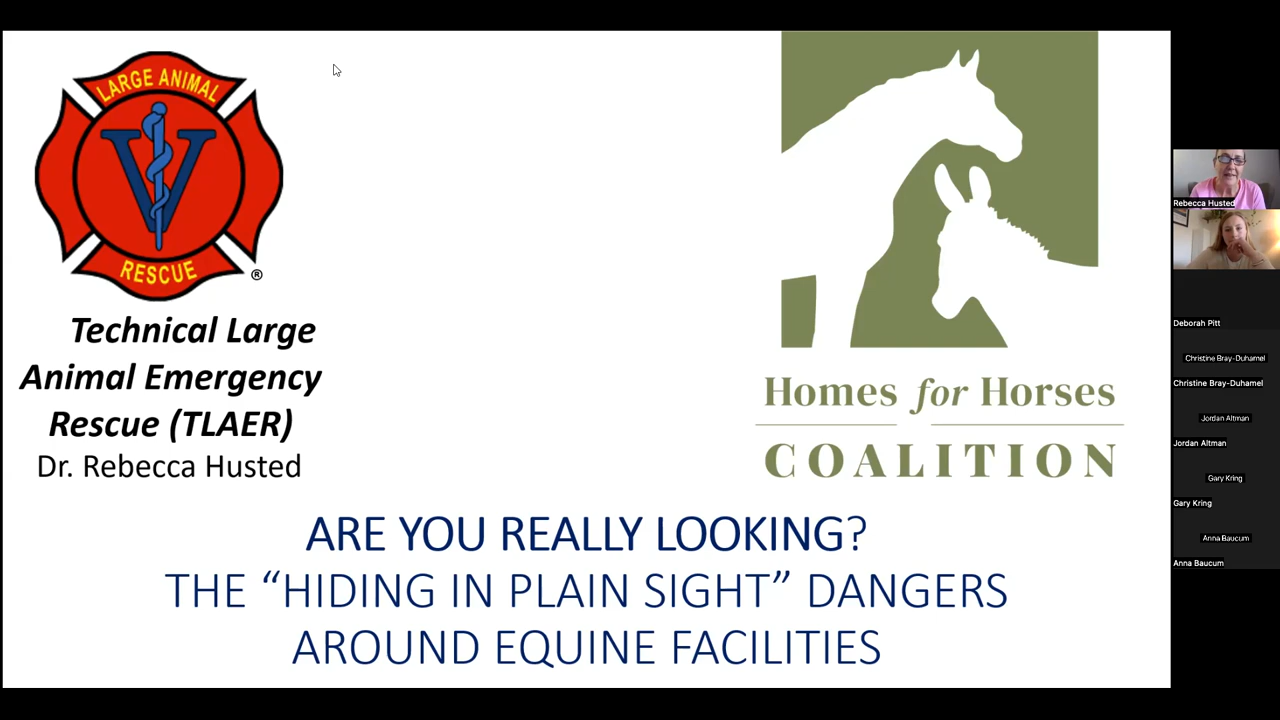 LARGE ANIMAL
V
RESCUE
®
Technical Large
Animal Emergency
Rescue (TLAER)
Dr. Rebecca Husted
Homes for Horses
COALITION
ARE YOU REALLY LOOKING?
THE “HIDING IN PLAIN SIGHT” DANGERS
AROUND EQUINE FACILITIES
Rebecca Husted
Deborah Pitt
Christine Bray-Duhamel
Christine Bray-Duhamel
Jordan Altman
Jordan Altman
Gary Kring
Gary Kring
Anna Baucum
Anna Baucum